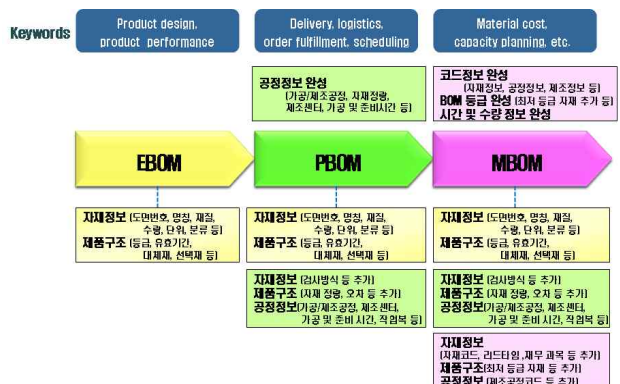 Keywords
Product design,
product performance
Delivery, logistics,
order fulfillment, scheduling
Material cost,
capacity planning, etc.
공정정보 완성
(가공/제조공정, 자재정량,
제조센터, 가공 및 준비시간 등)
코드정보 완성
(자재정보, 공정정보, 제조정보 등)
BOM 등급 완성 (최저 등급 자재 추가 등)
시간 및 수량 정보 완성
EBOM
PBOM
MBOM
자재정보 (도면번호, 명칭, 재질,
수량, 단위, 분류 등)
제품구조 (등급, 유효기간,
대체재, 선택재 등)
자재정보 (도면번호, 명칭, 재질,
수량, 단위, 분류 등)
제품구조 (등급, 유효기간,
대체재, 선택재 등)
자재정보 (도면번호, 명칭, 재질,
수량, 단위, 분류 등)
제품구조 (등급, 유효기간,
대체재, 선택재 등)
자재정보 (검사방식 등 추가)
제품구조 (자재 정량, 오차 등 추가)
공정정보(가공/제조공정, 제조센터,
가공 및 준비 시간, 작업복 등)
자재정보 (검사방식 등 추가)
제품구조 (자재 정량, 오차 등 추가)
공정정보(가공/제조공정, 제조센터,
가공 및 준비 시간, 작업복 등)
자재정보
(자재코드, 리드타임 ,재무 과목 등 추가)
제품구조(최저 등급 자재 등 추가)
공정정보 (제조공정코드 등 추가)